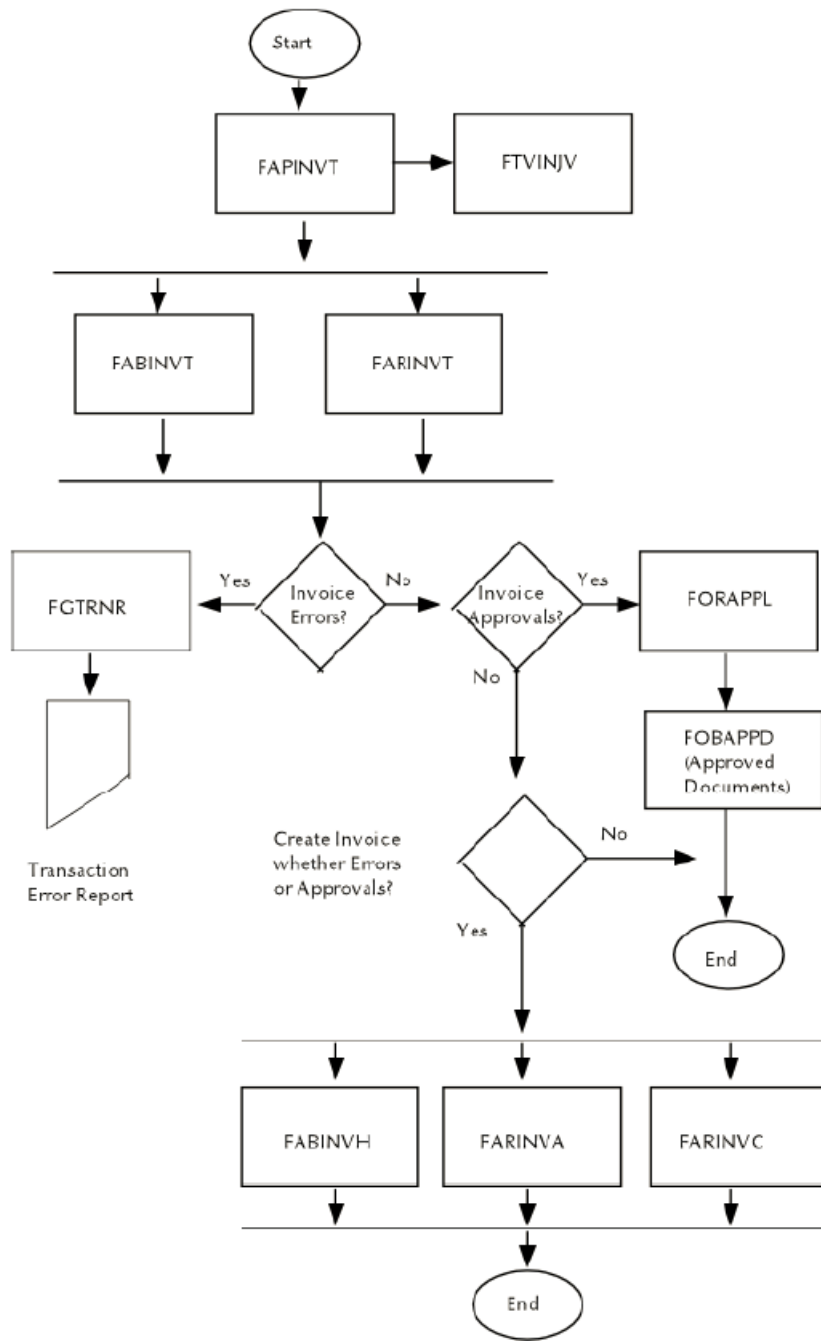 Start
FAPINVT
FTVINJV
FABINVT
FARINVT
FGTRNR
Yes
Invoice
Errors?
No
Invoice
Approvals?
Yes
FORAPPL
No
FOBAPPD
(Approved
Documents)
Transaction
Error Report
Create Invoice
whether Errors
or Approvals?
No
Yes
End
FABINVH
FARINVA
FARINVC
End